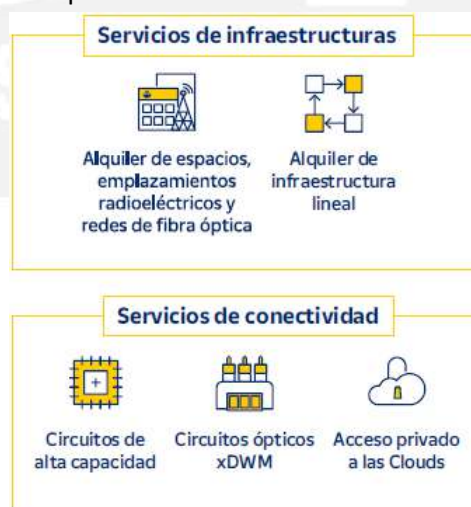 Servicios de infraestructuras
Alquiler de espacios,
emplazamientos
radioeléctricos y
redes de fibra óptica
Alquiler de
infraestructura
lineal
Servicios de conectividad
Circuitos de
alta capacidad
Circuitos ópticos
xDWM
Acceso privado
a las Clouds